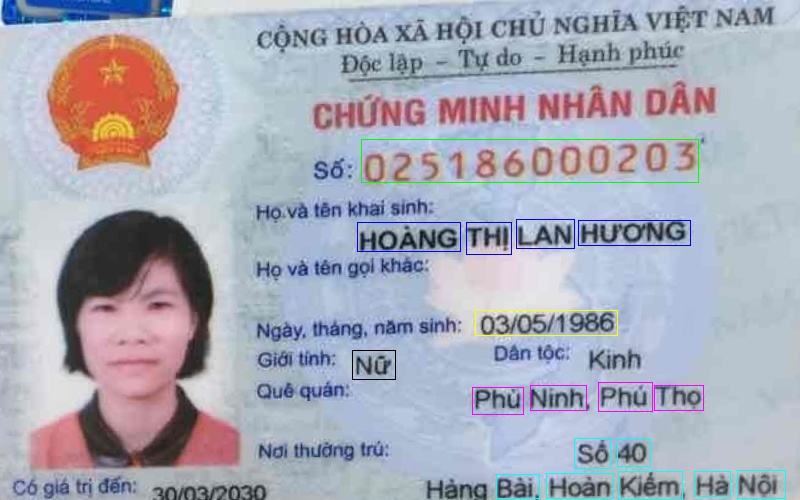 CỘNG HÒA XÃ HỘI CHỦ NGHĨA VIỆT NAM
Độc lập - Tự do - Hạnh phúc
CHỨNG MINH NHÂN DÂN
Số: 025186000203
Họ và tên khai sinh:
HOÀNG THỊ LAN HƯƠNG
Họ và tên gọi khác:
Ngày, tháng, năm sinh: 03/05/1986
Giới tính: Nữ Dân tộc: Kinh
Quê quán: Phù Ninh, Phú Thọ
Nơi thường trú: Số 40
Có giá trị đến: 30/03/2030 Hàng Bài, Hoàn Kiếm, Hà Nội